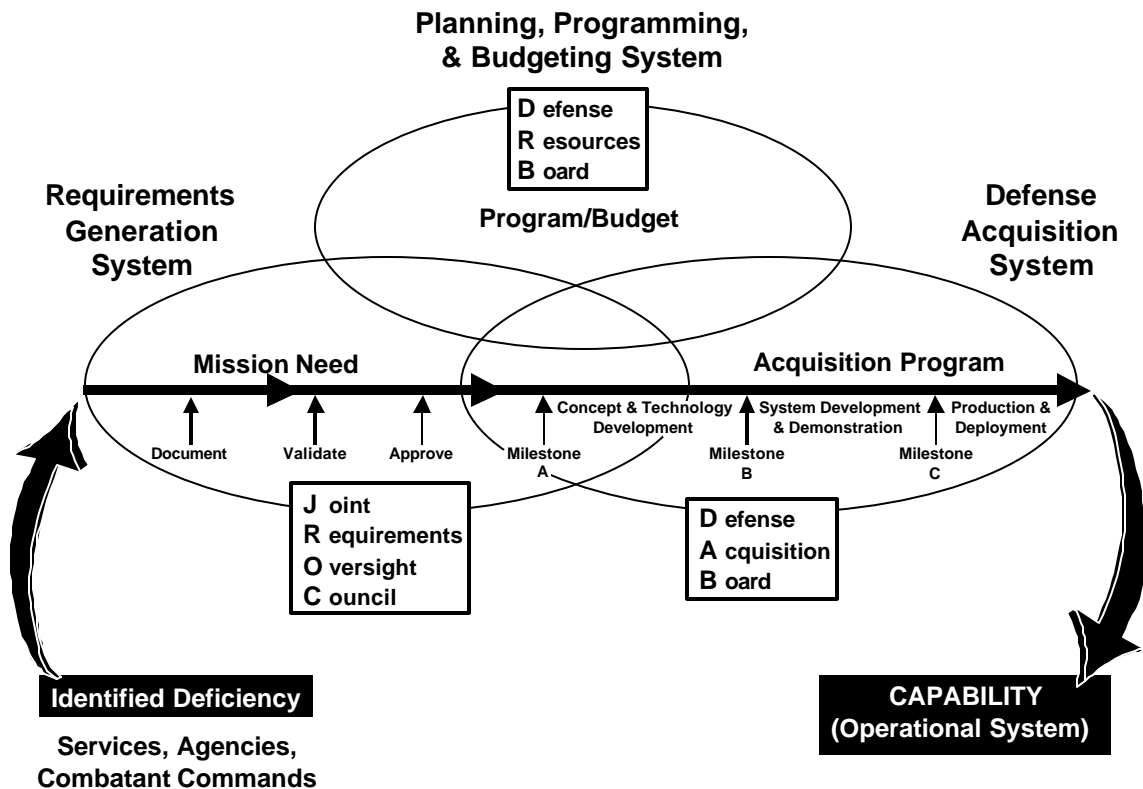 Planning, Programming,
& Budgeting System
D efense
R esources
B oard
Program/Budget
Requirements
Generation
System
Defense
Acquisition
System
Mission Need
Acquisition Program
Document
Validate
Approve
Milestone
A
Concept & Technology
Development
Milestone
B
System Development
& Demonstration
Milestone
C
Production &
Deployment
J oint
R equirements
O versight
C ouncil
D efense
A cquisition
B oard
Identified Deficiency
Services, Agencies,
Combatant Commands
CAPABILITY
(Operational System)